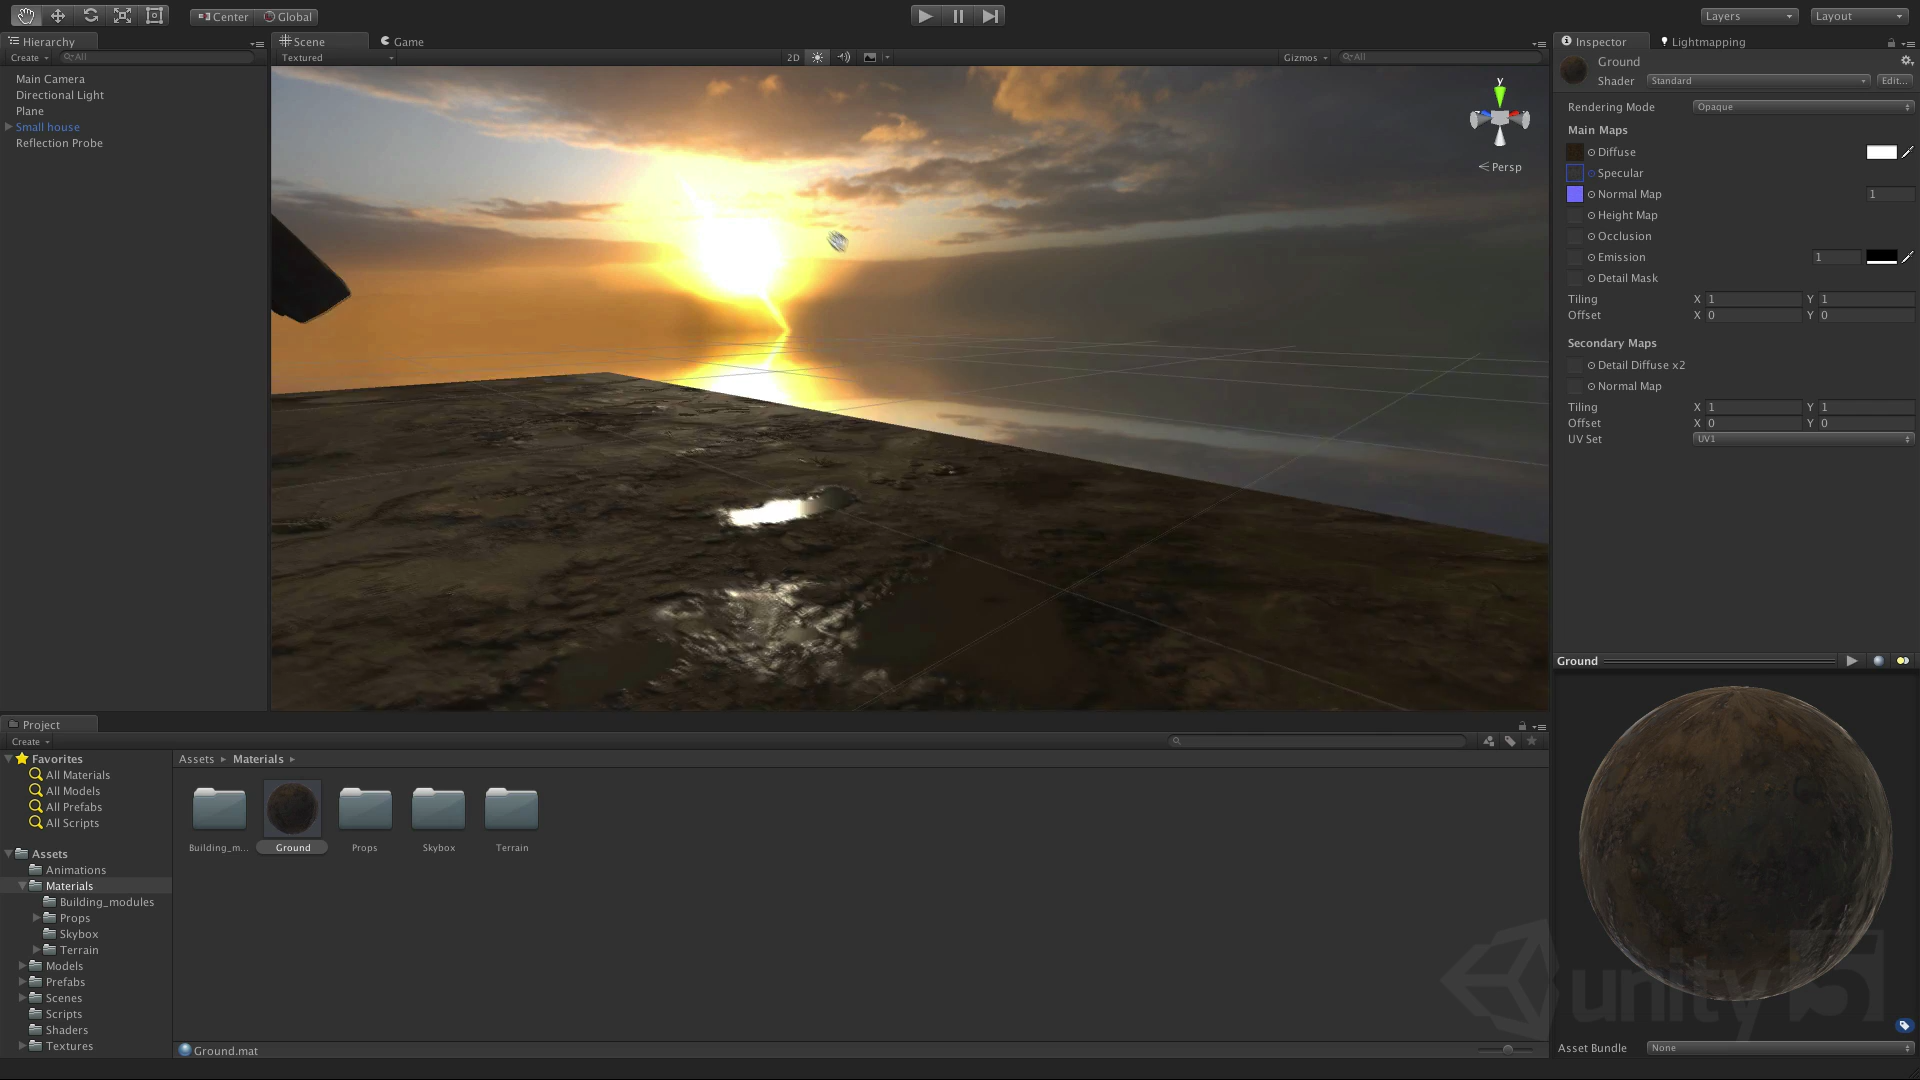 Center Global
Layers Layout
Hierarchy
Create All
Main Camera
Directional Light
Plane
Small house
Reflection Probe
Scene Game
Textured 2D Gizmos All
y
Persp
Inspector Lightmapping
Ground
Shader Standard Edit...
Rendering Mode Opaque
Main Maps
Diffuse
Specular
Normal Map 1
Height Map
Occlusion
Emission 1
Detail Mask
Tiling X 1 Y 1
Offset X 0 Y 0
Secondary Maps
Detail Diffuse x2
Normal Map
Tiling X 1 Y 1
Offset X 0 Y 0
UV Set UV1
Ground
unity 5
Asset Bundle None
Project
Create
Favorites
All Materials
All Models
All Prefabs
All Scripts
Assets
Animations
Materials
Building_modules
Props
Skybox
Terrain
Models
Prefabs
Scenes
Scripts
Shaders
Textures
Assets Materials
Building_m... Ground Props Skybox Terrain
Ground.mat